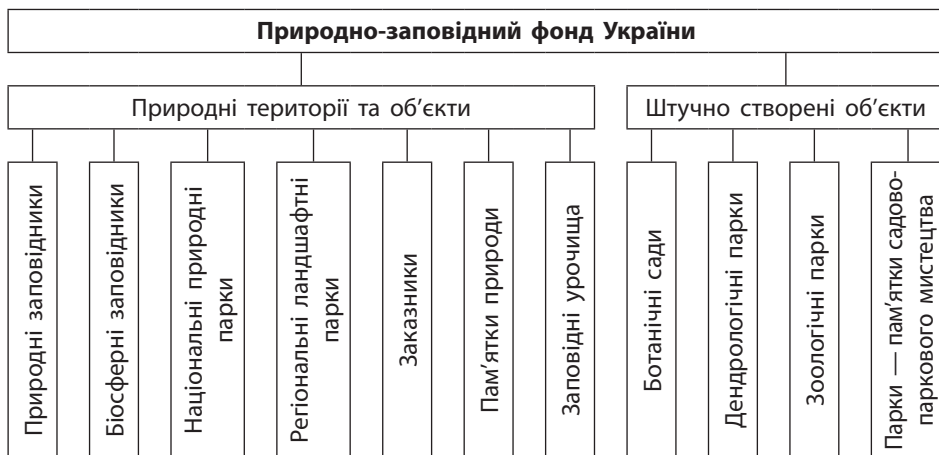 Природно-заповідний фонд України
Природні території та об’єкти
Штучно створені об’єкти
Природні заповідники
Біосферні заповідники
Національні природні
парки
Регіональні ландшафтні
парки
Заказники
Пам’ятки природи
Заповідні урочища
Ботанічні сади
Дендрологічні парки
Зоологічні парки
Парки — пам’ятки садово-
паркового мистецтва